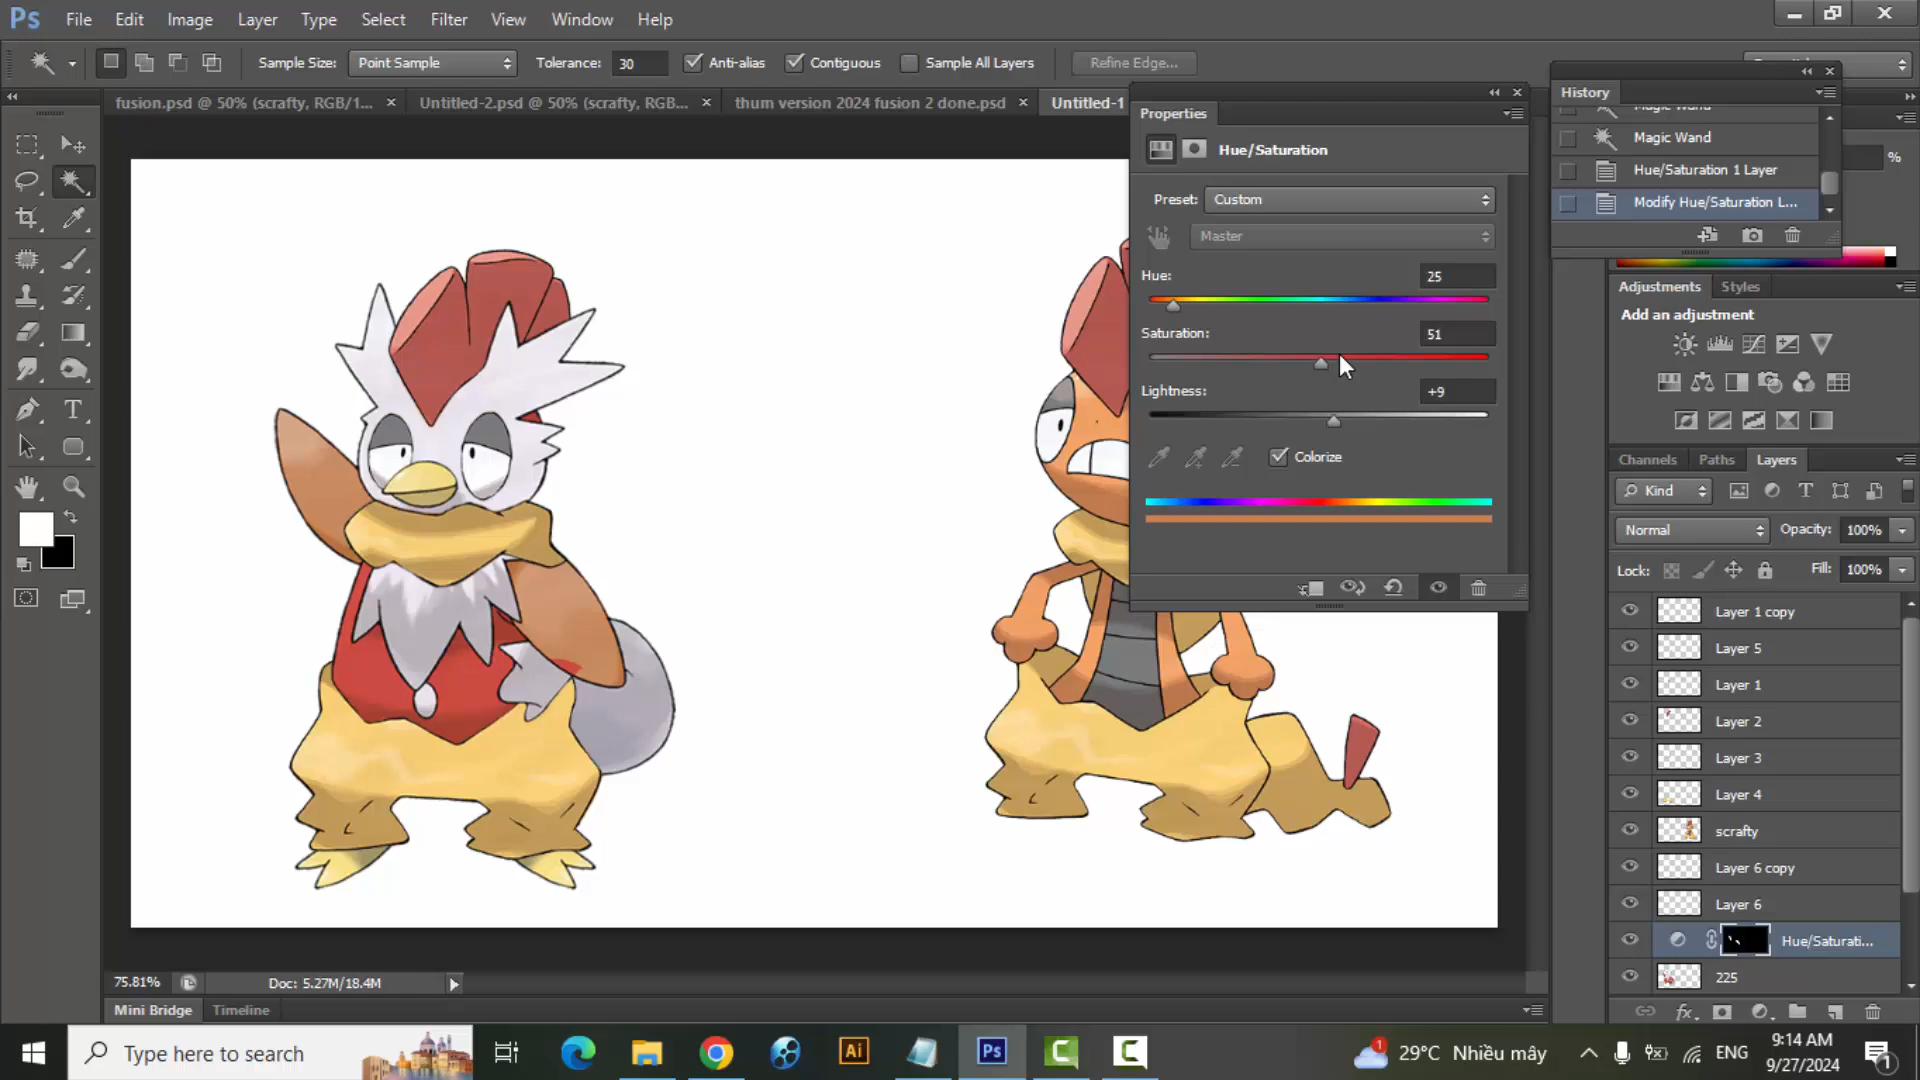 Ps File Edit Image Layer Type Select Filter View Window Help
Sample Size: Point Sample Tolerance: 30 Anti-alias Contiguous Sample All Layers Refine Edge...
fusion.psd @ 50% (scrafty, RGB/1... × Untitled-2.psd @ 50% (scrafty, RGB... × thum version 2024 fusion 2 done.psd × Untitled-1
Properties
Hue/Saturation
Preset: Custom
Master
Hue: 25
Saturation: 51
Lightness: +9
Colorize
History
Magic Wand
Magic Wand
Hue/Saturation 1 Layer
Modify Hue/Saturation L...
%
Adjustments Styles
Add an adjustment
Channels Paths Layers
Kind
Normal Opacity: 100%
Lock: Fill: 100%
Layer 1 copy
Layer 5
Layer 1
Layer 2
Layer 3
Layer 4
scrafty
Layer 6 copy
Layer 6
Hue/Saturati...
225
75.81% Doc: 5.27M/18.4M
Mini Bridge Timeline
Type here to search
Ai Ps
1 29°C Nhiều mây ENG 9:14 AM
9/27/2024
1